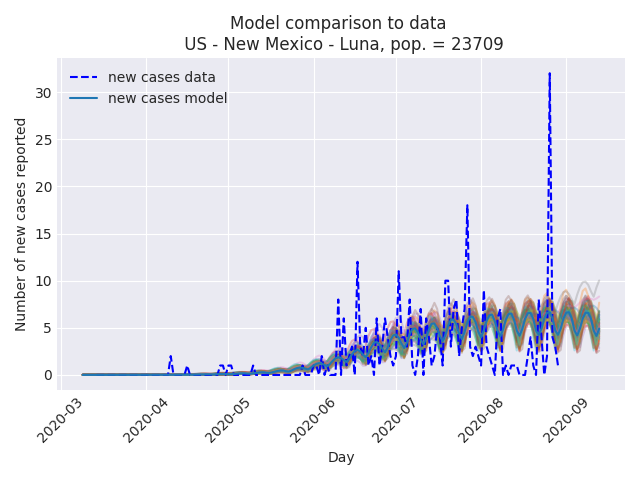 Model comparison to data
US - New Mexico - Luna, pop. = 23709
new cases data
new cases model
Number of new cases reported
30
25
20
15
10
5
0
2020-03
2020-04
2020-05
2020-06
2020-07
2020-08
2020-09
Day